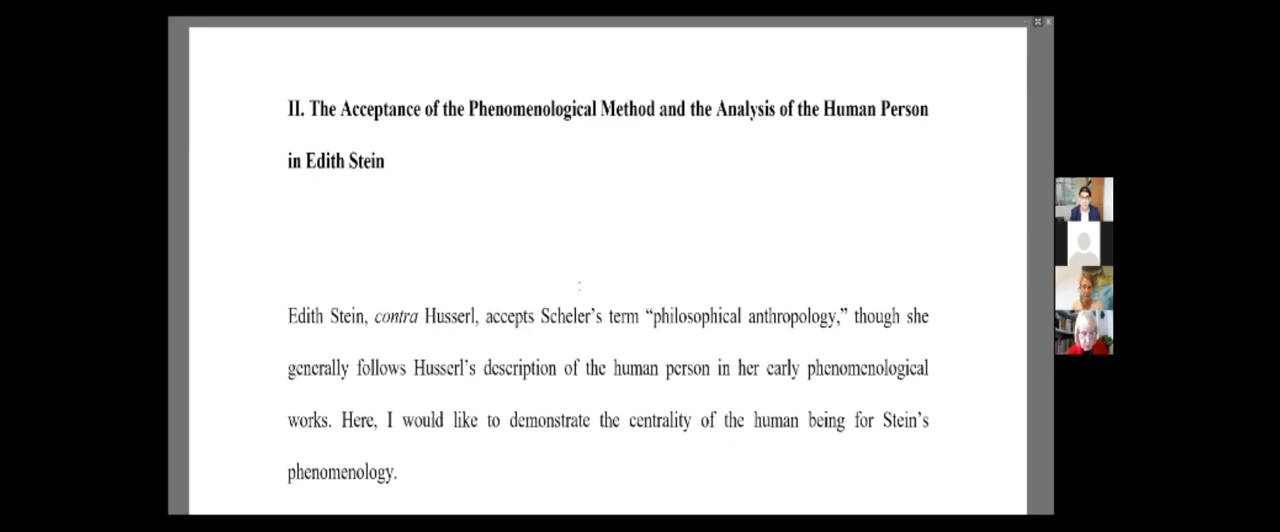 II. The Acceptance of the Phenomenological Method and the Analysis of the Human Person
in Edith Stein
Edith Stein, contra Husserl, accepts Scheler’s term “philosophical anthropology,” though she
generally follows Husserl’s description of the human person in her early phenomenological
works. Here, I would like to demonstrate the centrality of the human being for Stein’s
phenomenology.